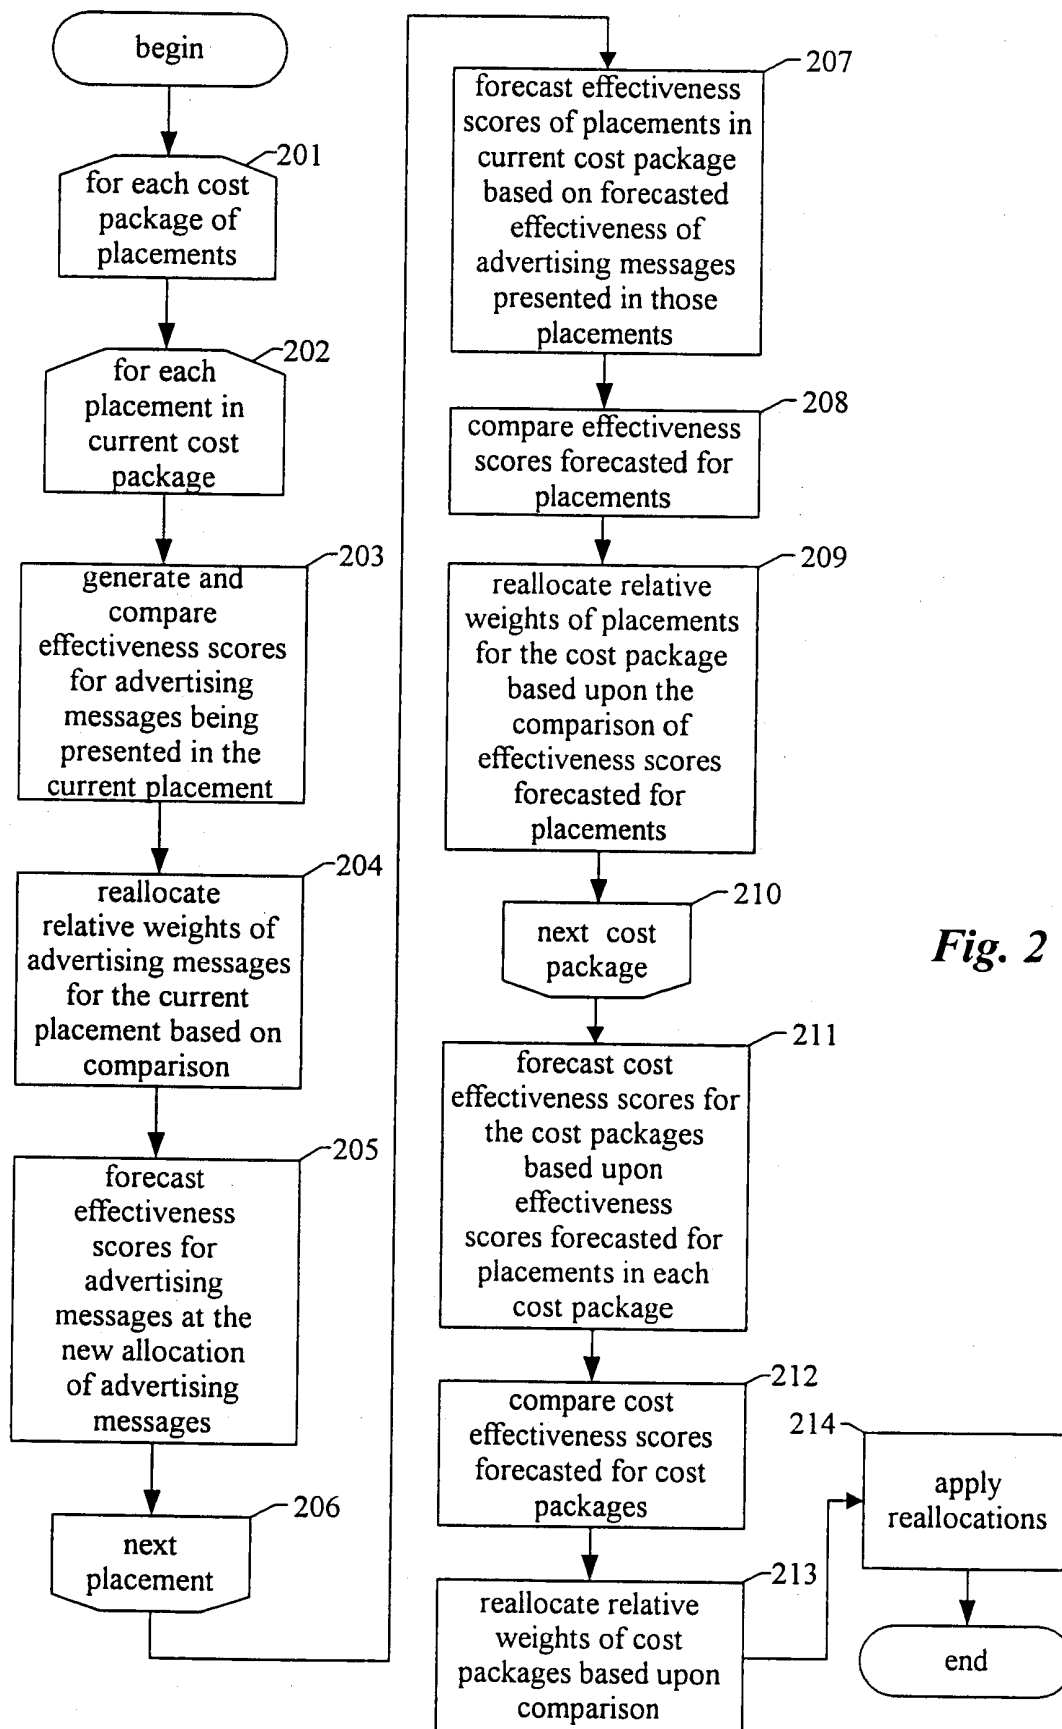 begin
201
for each cost
package of
placements
202
for each
placement in
current cost
package
203
generate and
compare
effectiveness scores
for advertising
messages being
presented in the
current placement
204
reallocate
relative weights of
advertising messages
for the current
placement based on
comparison
205
forecast
effectiveness
scores for
advertising
messages at the
new allocation
of advertising
messages
206
next
placement
207
forecast effectiveness
scores of placements in
current cost package
based on forecasted
effectiveness of
advertising messages
presented in those
placements
208
compare effectiveness
scores forecasted for
placements
209
reallocate relative
weights of placements
for the cost package
based upon the
comparison of
effectiveness scores
forecasted for
placements
210
next cost
package
211
forecast cost
effectiveness scores for
the cost packages
based upon
effectiveness
scores forecasted for
placements in each
cost package
212
compare cost
effectiveness scores
forecasted for cost
packages
213
reallocate relative
weights of cost
packages based upon
comparison
214
apply
reallocations
end
Fig. 2